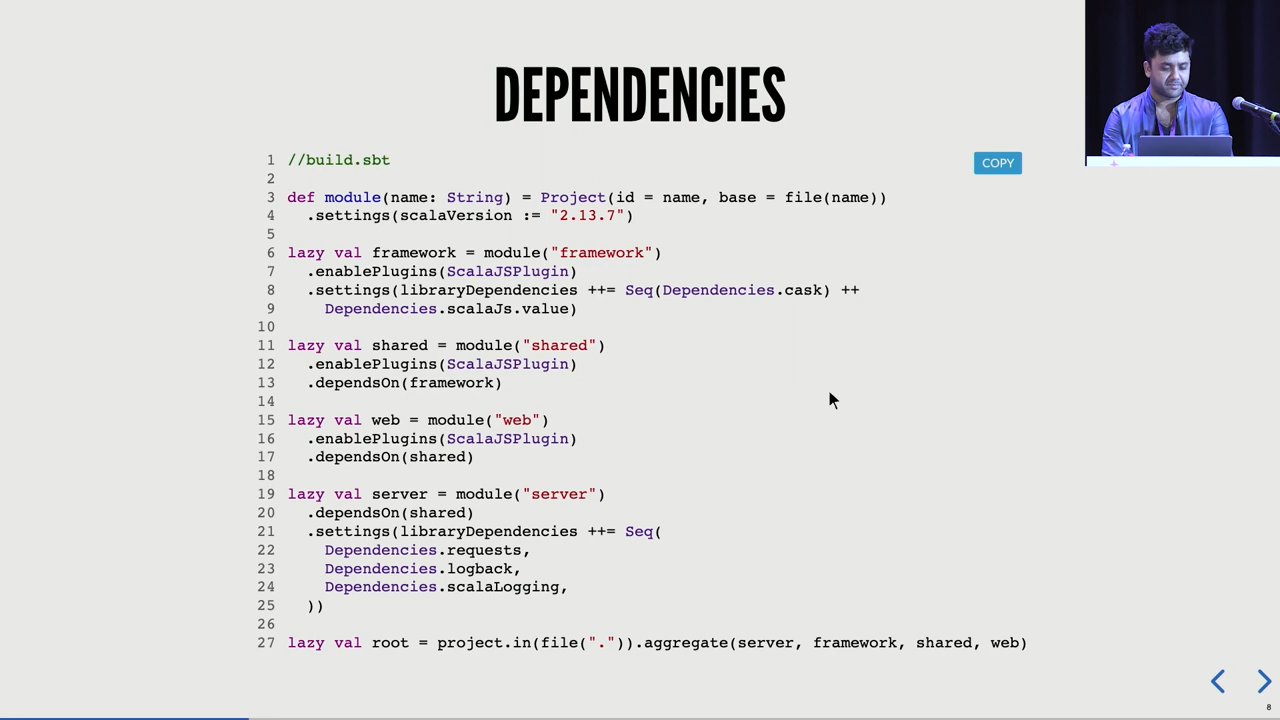 DEPENDENCIES
COPY
1 //build.sbt
2
3 def module(name: String) = Project(id = name, base = file(name))
4   .settings(scalaVersion := "2.13.7")
5
6 lazy val framework = module("framework")
7   .enablePlugins(ScalaJSPlugin)
8   .settings(libraryDependencies ++= Seq(Dependencies.cask) ++
9     Dependencies.scalaJs.value)
10
11 lazy val shared = module("shared")
12   .enablePlugins(ScalaJSPlugin)
13   .dependsOn(framework)
14
15 lazy val web = module("web")
16   .enablePlugins(ScalaJSPlugin)
17   .dependsOn(shared)
18
19 lazy val server = module("server")
20   .dependsOn(shared)
21   .settings(libraryDependencies ++= Seq(
22     Dependencies.requests,
23     Dependencies.logback,
24     Dependencies.scalaLogging,
25   ))
26
27 lazy val root = project.in(file(".")).aggregate(server, framework, shared, web)
8